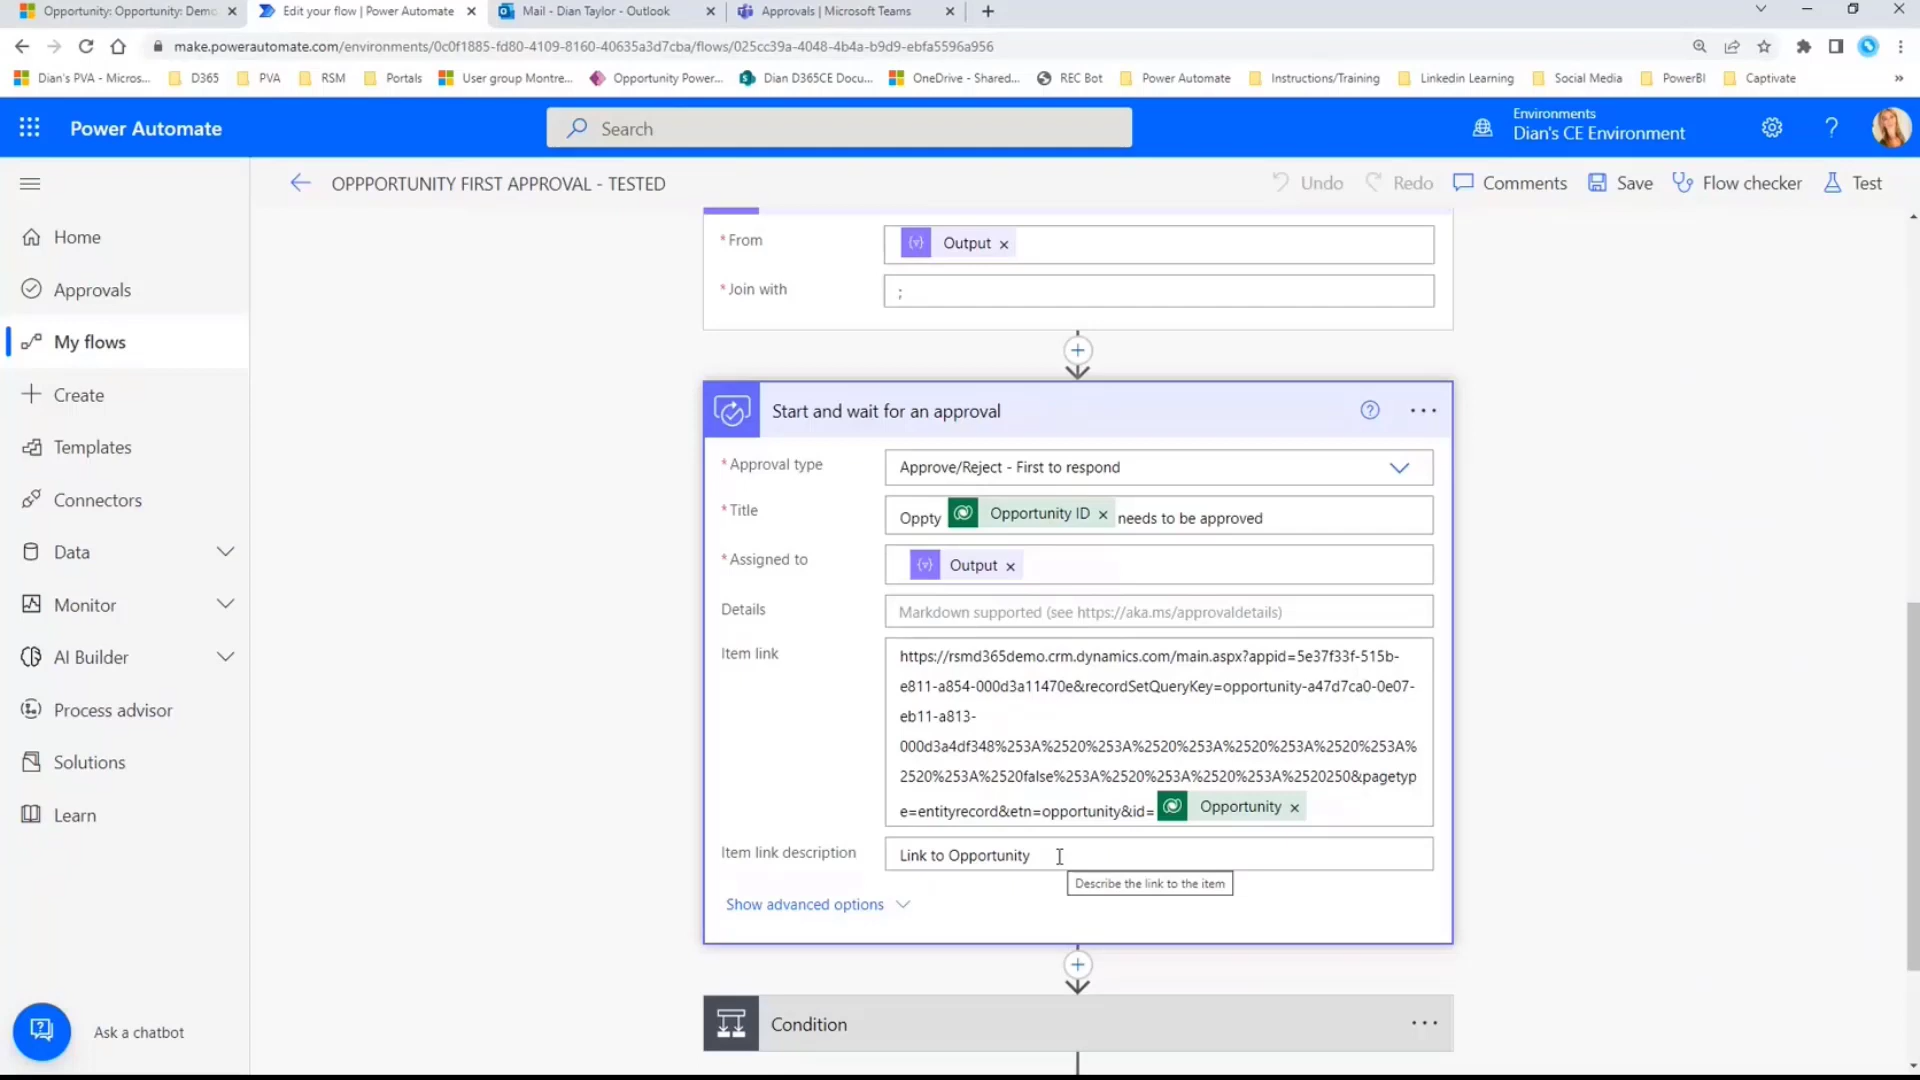 Opportunity: Opportunity: Demo
Edit your flow | Power Automate
Mail - Dian Taylor - Outlook
Approvals | Microsoft Teams
make.powerautomate.com/environments/0c0f1885-fd80-4109-8160-40635a3d7cba/flows/025cc39a-4048-4b4a-b9d9-ebfa5596a956
Dian's PVA - Micros...
D365
PVA
RSM
Portals
User group Montre...
Opportunity Power...
Dian D365CE Docu...
OneDrive - Shared...
REC Bot
Power Automate
Instructions/Training
Linkedin Learning
Social Media
PowerBI
Captivate
»
Power Automate
Search
Environments
Dian's CE Environment
OPPPORTUNITY FIRST APPROVAL - TESTED
Undo
Redo
Comments
Save
Flow checker
Test
Home
Approvals
My flows
Create
Templates
Connectors
Data
Monitor
AI Builder
Process advisor
Solutions
Learn
Ask a chatbot
* From
Output ×
* Join with
;
Start and wait for an approval
* Approval type
Approve/Reject - First to respond
* Title
Oppty Opportunity ID × needs to be approved
* Assigned to
Output ×
Details
Markdown supported (see https://aka.ms/approvaldetails)
Item link
https://rsmd365demo.crm.dynamics.com/main.aspx?appid=5e37f33f-515b-
e811-a854-000d3a11470e&recordSetQueryKey=opportunity-a47d7ca0-0e07-
eb11-a813-
000d3a4df348%253A%2520%253A%2520%253A%2520%253A%2520%253A%
2520%253A%2520false%253A%2520%253A%2520%253A%2520250&pagetyp
e=entityrecord&etn=opportunity&id= Opportunity ×
Item link description
Link to Opportunity
Describe the link to the item
Show advanced options
Condition